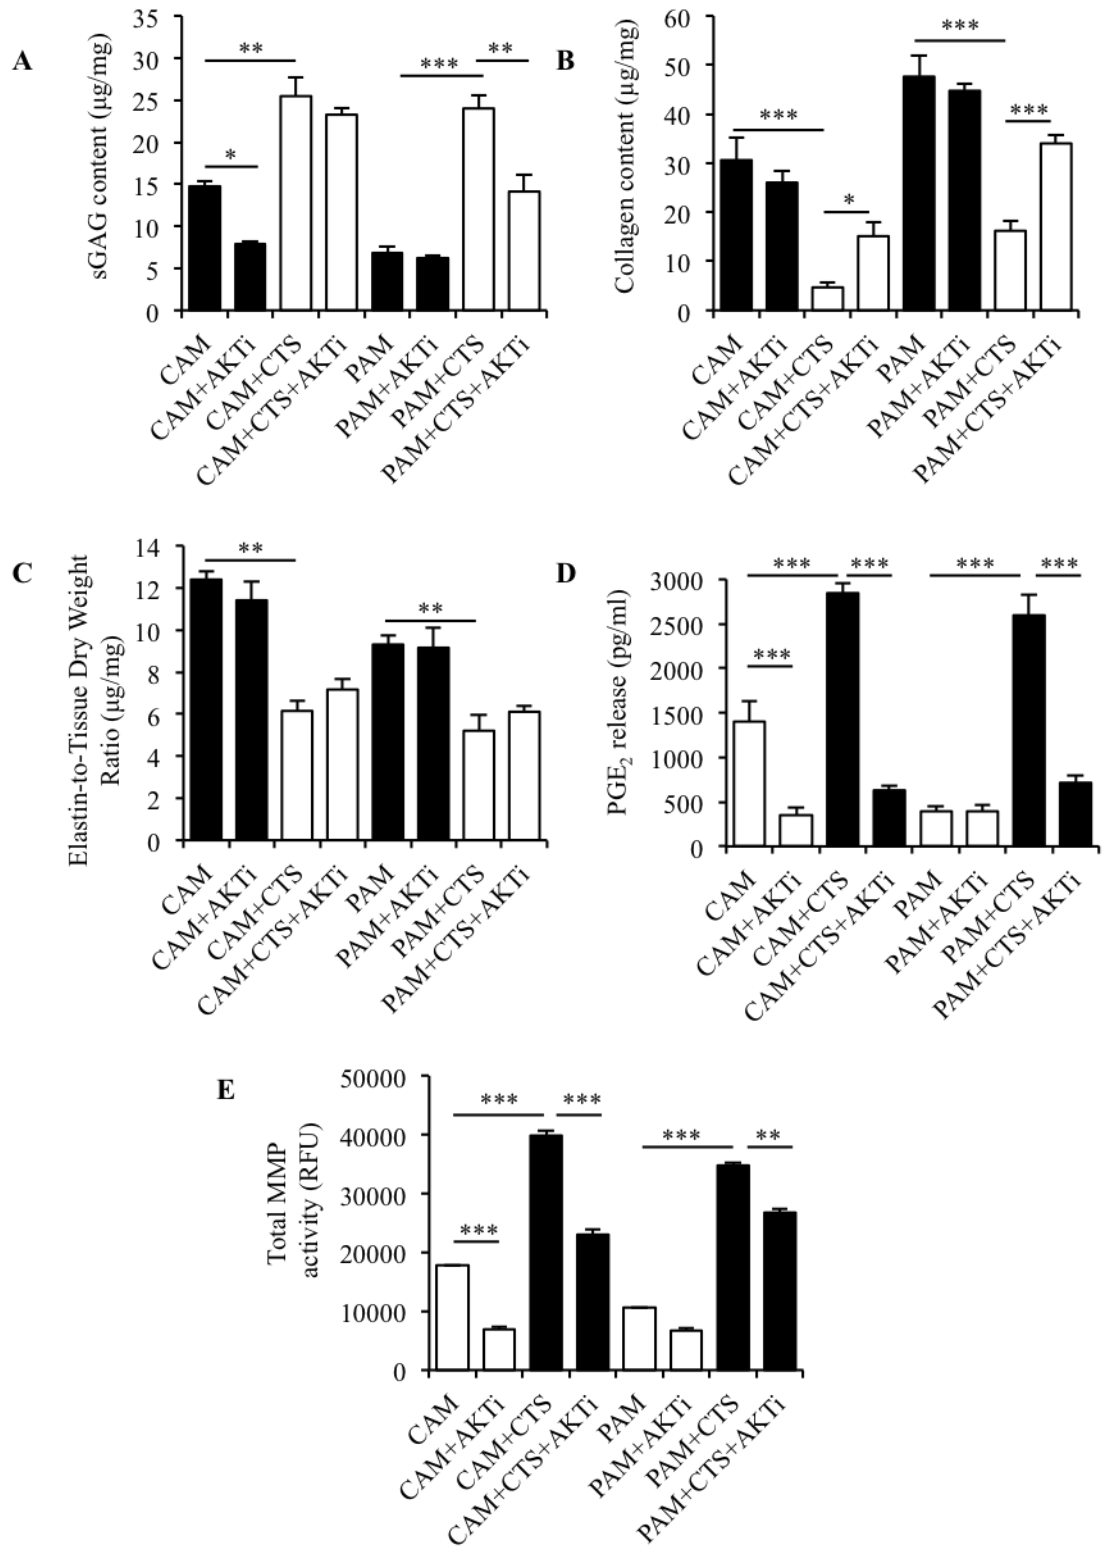 A
sGAG content (μg/mg)
35
30
25
20
15
10
5
0
**
*
***
**
CAM
CAM+AKTi
CAM+CTS
CAM+CTS+AKTi
PAM
PAM+AKTi
PAM+CTS
PAM+CTS+AKTi
B
Collagen content (μg/mg)
60
50
40
30
20
10
0
***
*
***
***
CAM
CAM+AKTi
CAM+CTS
CAM+CTS+AKTi
PAM
PAM+AKTi
PAM+CTS
PAM+CTS+AKTi
C
Elastin-to-Tissue Dry Weight
Ratio (μg/mg)
14
12
10
8
6
4
2
0
**
**
CAM
CAM+AKTi
CAM+CTS
CAM+CTS+AKTi
PAM
PAM+AKTi
PAM+CTS
PAM+CTS+AKTi
D
PGE2 release (pg/ml)
3000
2500
2000
1500
1000
500
0
***
***
***
***
***
CAM
CAM+AKTi
CAM+CTS
CAM+CTS+AKTi
PAM
PAM+AKTi
PAM+CTS
PAM+CTS+AKTi
E
Total MMP
activity (RFU)
50000
40000
30000
20000
10000
0
***
***
***
***
**
CAM
CAM+AKTi
CAM+CTS
CAM+CTS+AKTi
PAM
PAM+AKTi
PAM+CTS
PAM+CTS+AKTi